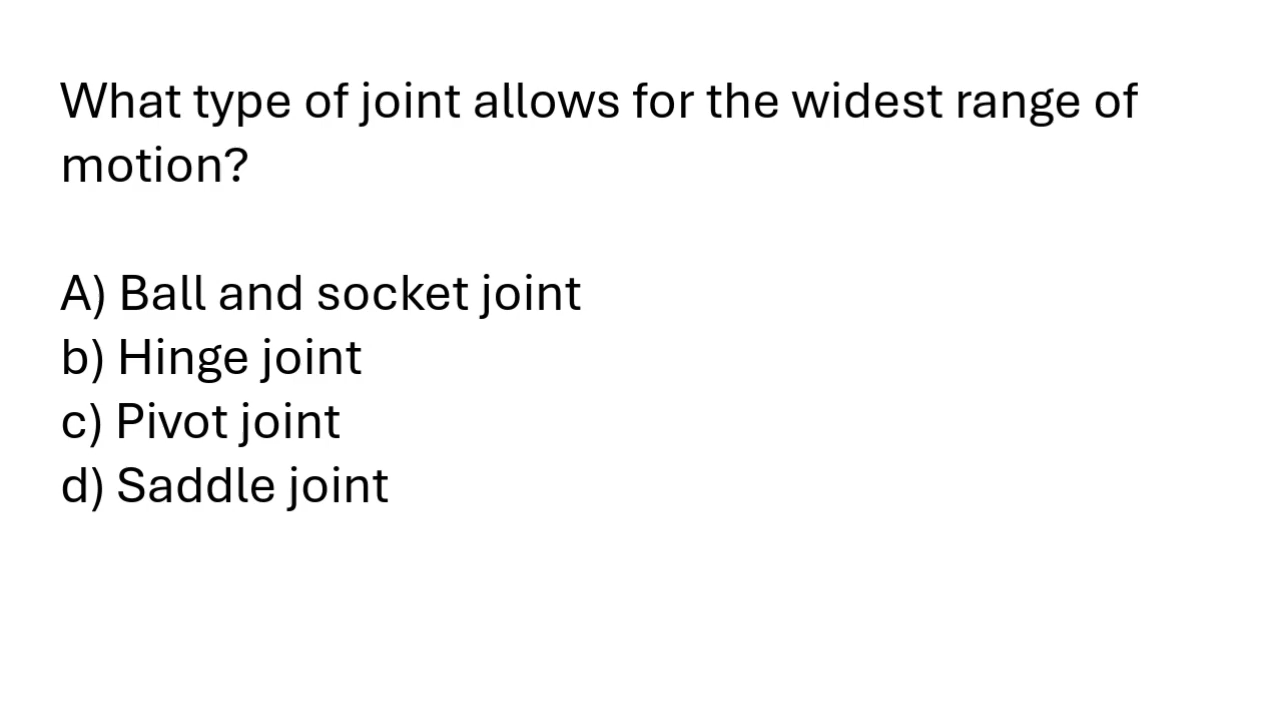 What type of joint allows for the widest range of
motion?
A) Ball and socket joint
b) Hinge joint
c) Pivot joint
d) Saddle joint